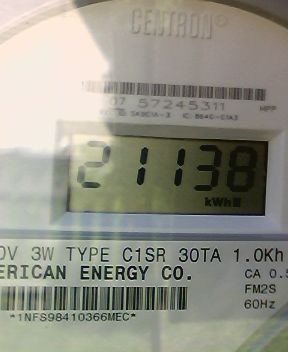 CENTRON®
07 57245311
21138
kWh
0V 3W TYPE C1SR 30TA 1.0Kh
ERICAN ENERGY CO.
CA 0.5
FM2S
60Hz
*1NFS98410366MEC*